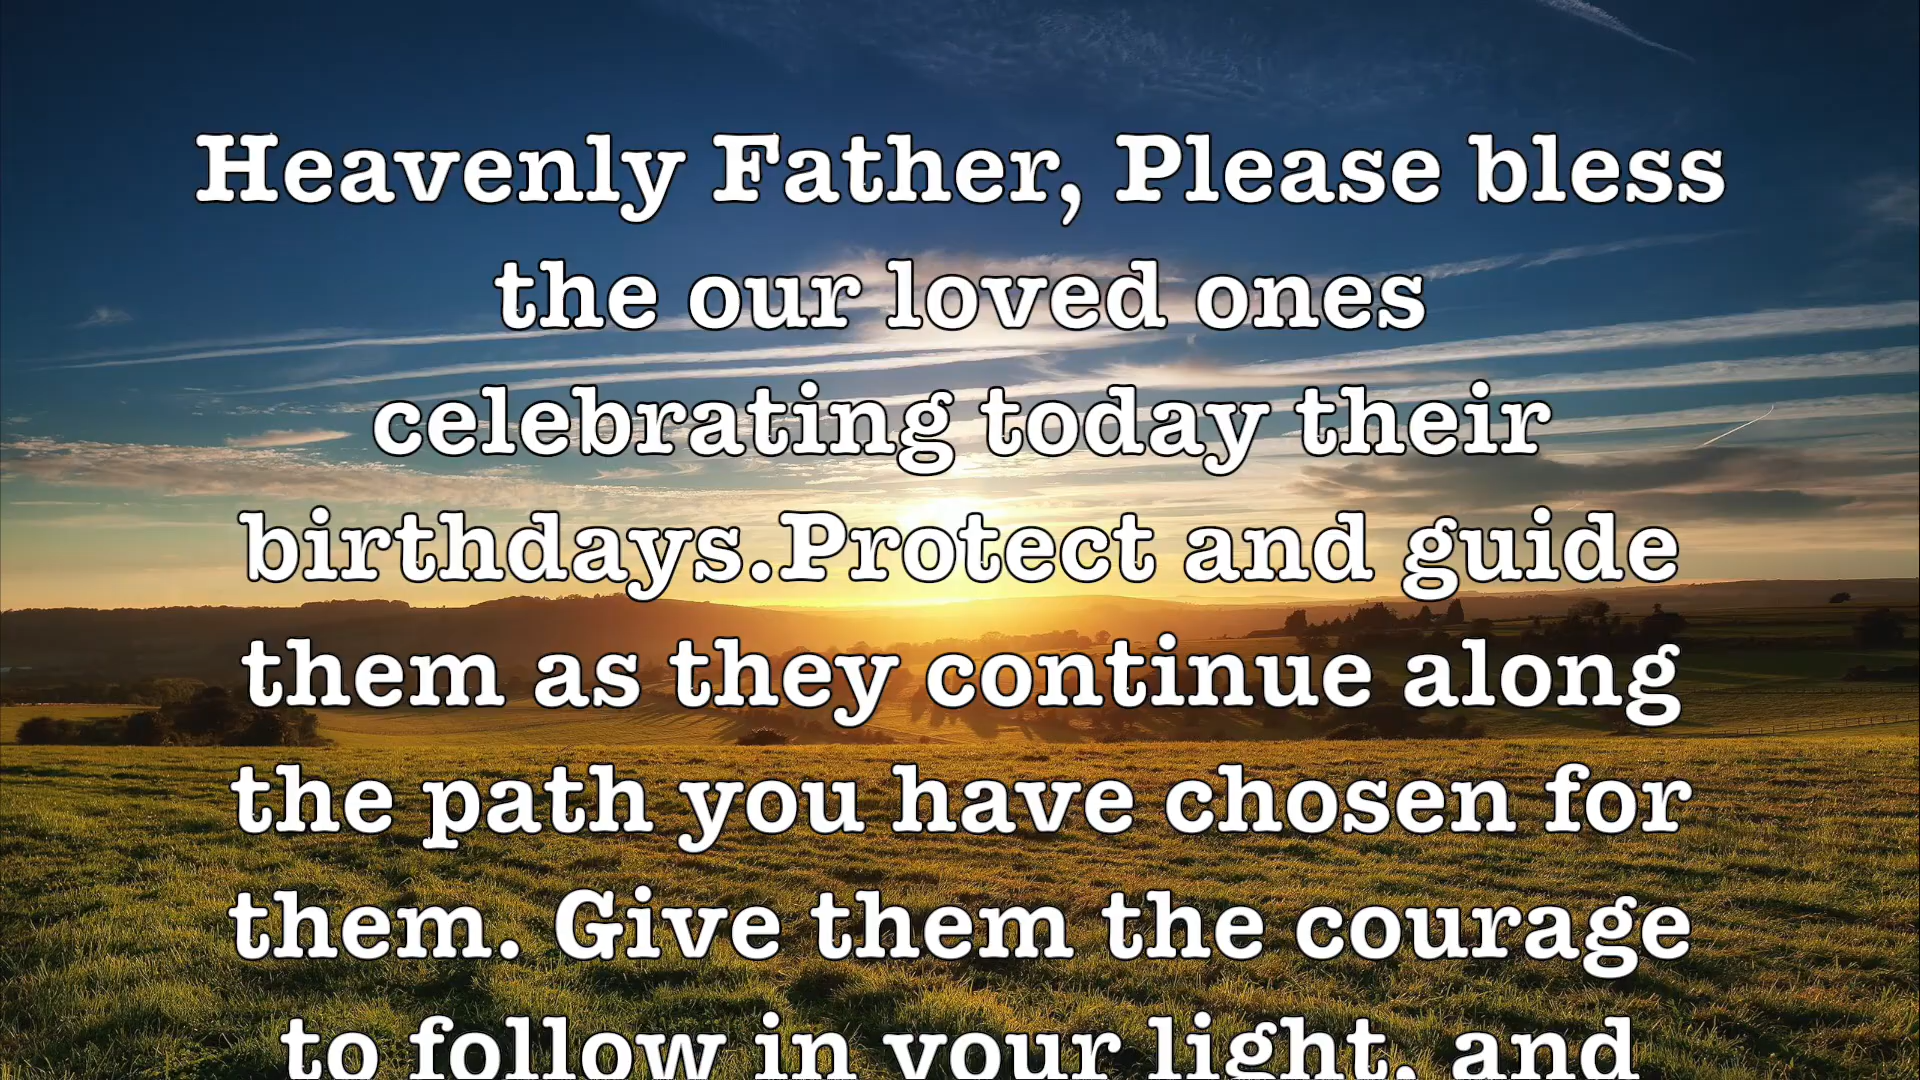 Heavenly Father, Please bless
the our loved ones
celebrating today their
birthdays.Protect and guide
them as they continue along
the path you have chosen for
them. Give them the courage
to follow in your light, and